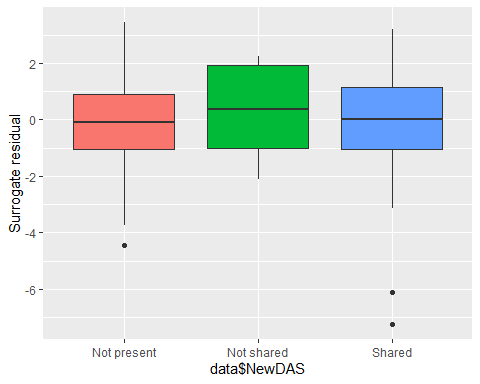 Surrogate residual
2
0
-2
-4
-6
Not present
Not shared
Shared
data$NewDAS